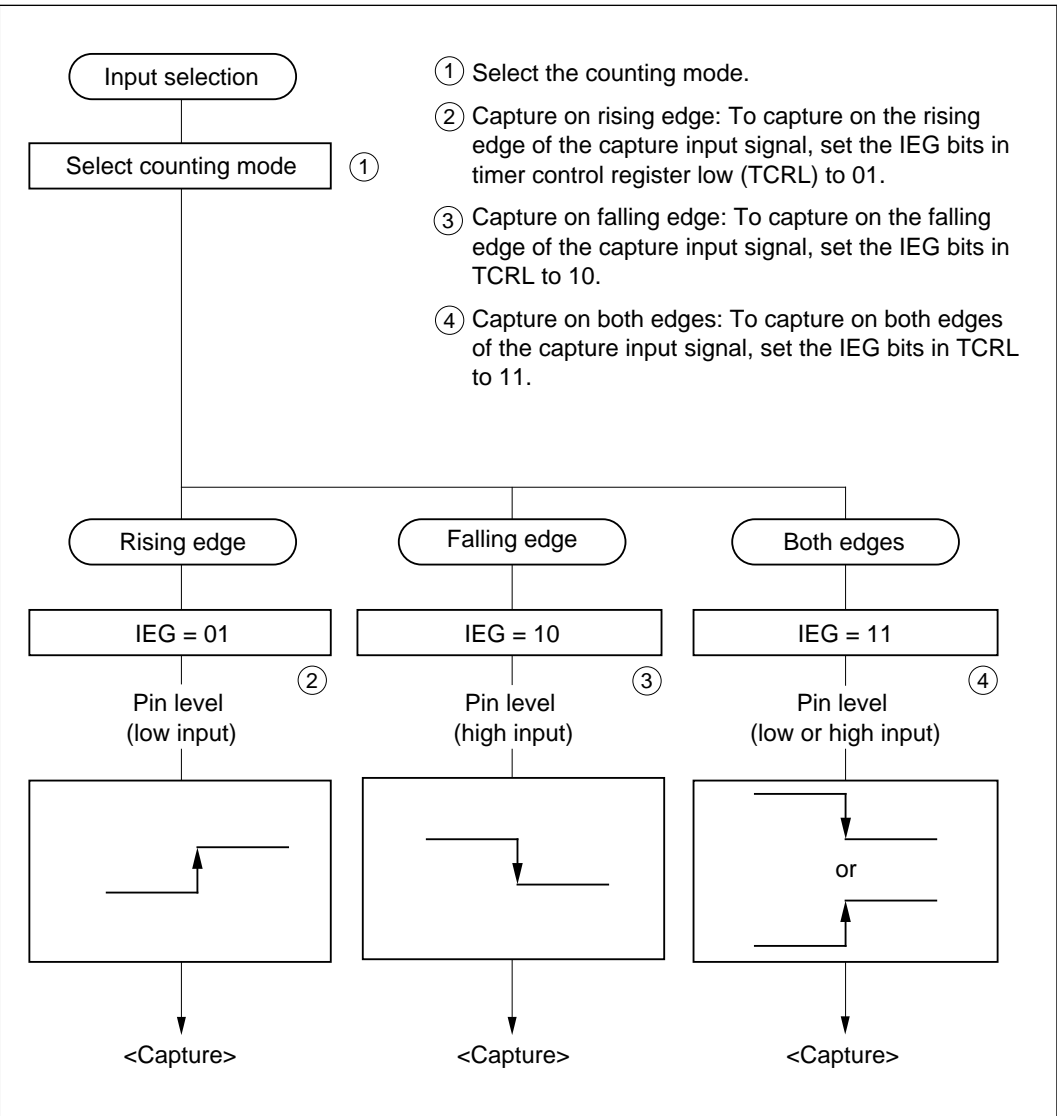 Input selection
Select counting mode
①
① Select the counting mode.
② Capture on rising edge: To capture on the rising
edge of the capture input signal, set the IEG bits in
timer control register low (TCRL) to 01.
③ Capture on falling edge: To capture on the falling
edge of the capture input signal, set the IEG bits in
TCRL to 10.
④ Capture on both edges: To capture on both edges
of the capture input signal, set the IEG bits in TCRL
to 11.
Rising edge
Falling edge
Both edges
IEG = 01
IEG = 10
IEG = 11
②
③
④
Pin level
(low input)
Pin level
(high input)
Pin level
(low or high input)
or
<Capture>
<Capture>
<Capture>